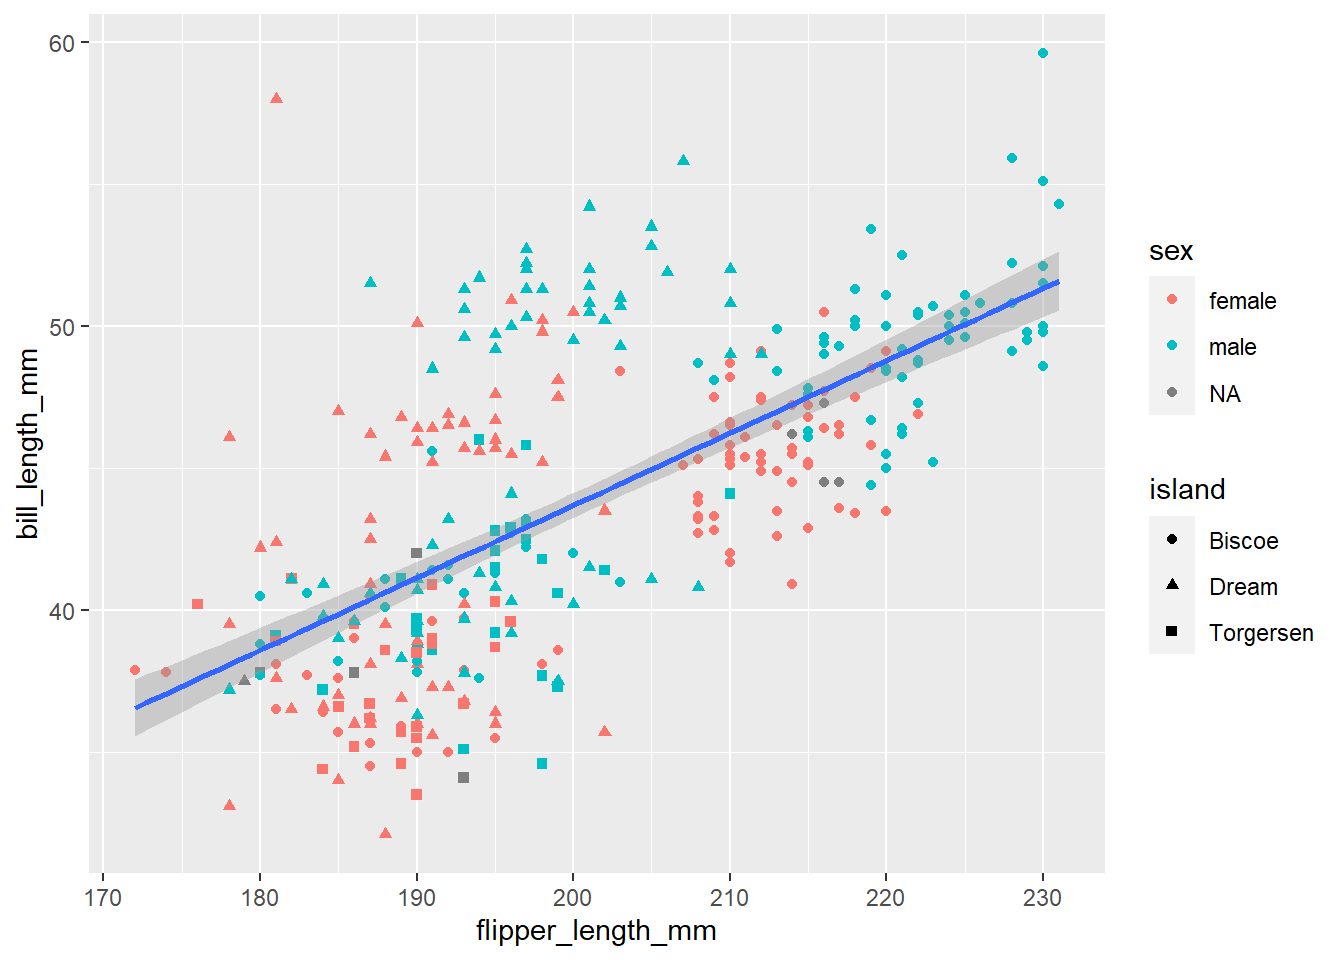 60
50
40
bill_length_mm
170 180 190 200 210 220 230
flipper_length_mm
sex
female
male
NA
island
Biscoe
Dream
Torgersen